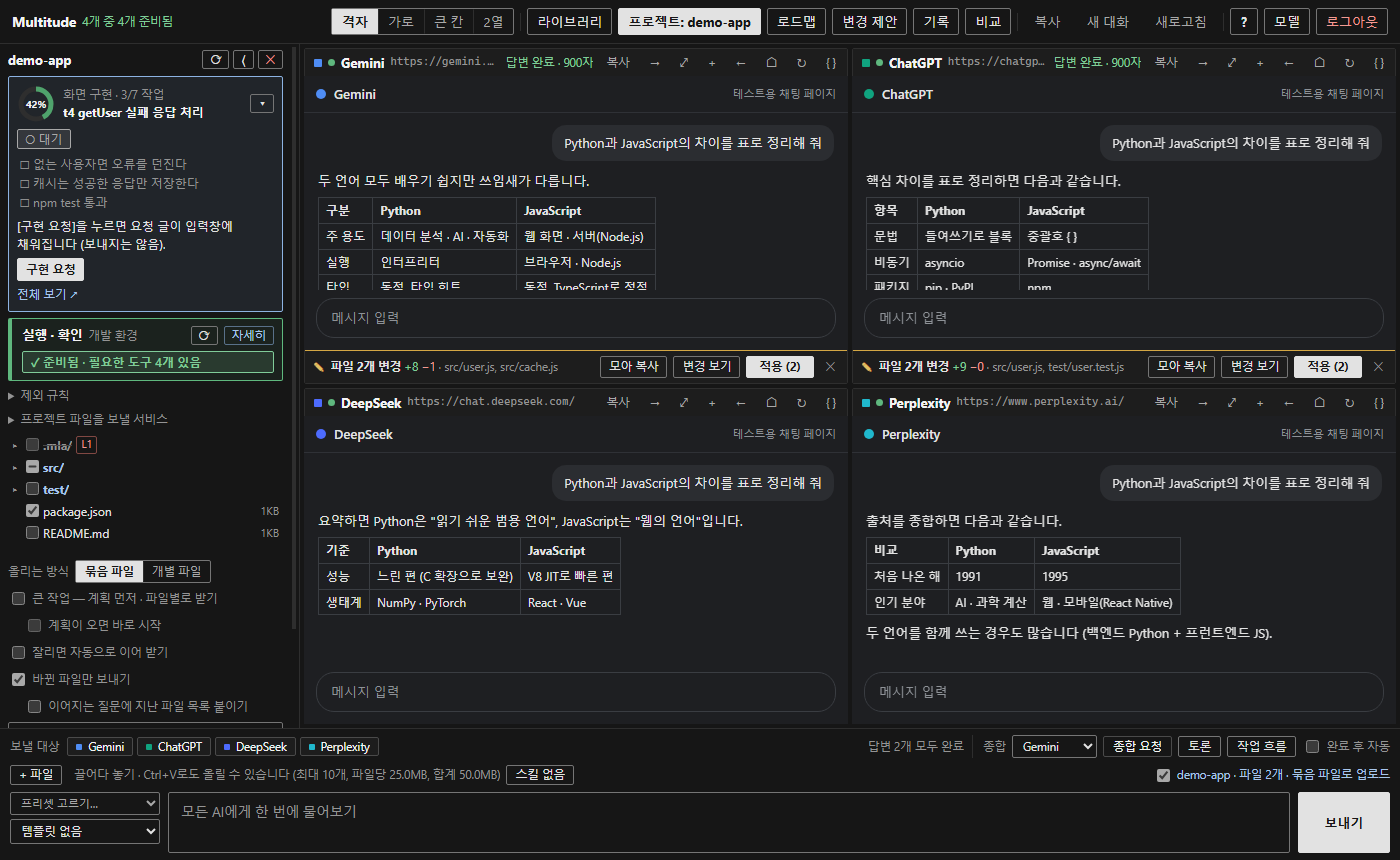 Multitude 4개 중 4개 준비됨
격자 가로 큰 칸 2열 라이브러리 프로젝트: demo-app 로드맵 변경 제안 기록 비교 복사 새 대화 새로고침 ? 모델 로그아웃
demo-app
42%
화면 구현 · 3/7 작업
t4 getUser 실패 응답 처리
대기
없는 사용자면 오류를 던진다
캐시는 성공한 응답만 저장한다
npm test 통과
[구현 요청]을 누르면 요청 글이 입력창에
채워집니다 (보내지는 않음).
구현 요청
전체 보기 ↗
실행 · 확인 개발 환경 자세히
✓ 준비됨 · 필요한 도구 4개 있음
제외 규칙
프로젝트 파일을 보낼 서비스
.mla/ L1
src/
test/
package.json 1KB
README.md 1KB
올리는 방식 묶음 파일 개별 파일
큰 작업 — 계획 먼저 · 파일별로 받기
계획이 오면 바로 시작
잘리면 자동으로 이어 받기
바뀐 파일만 보내기
이어지는 질문에 지난 파일 목록 붙이기
Gemini https://gemini.… 답변 완료 · 900자 복사 → ⤢ + ← ↻ { }
Gemini 테스트용 채팅 페이지
Python과 JavaScript의 차이를 표로 정리해 줘
두 언어 모두 배우기 쉽지만 쓰임새가 다릅니다.
구분 Python JavaScript
주 용도 데이터 분석 · AI · 자동화 웹 화면 · 서버(Node.js)
실행 인터프리터 브라우저 · Node.js
타입 동적, 타입 힌트 동적, TypeScript로 정적
메시지 입력
파일 2개 변경 +8 −1 · src/user.js, src/cache.js 모아 복사 변경 보기 적용 (2)
ChatGPT https://chatgp… 답변 완료 · 900자 복사 → ⤢ + ← ↻ { }
ChatGPT 테스트용 채팅 페이지
Python과 JavaScript의 차이를 표로 정리해 줘
핵심 차이를 표로 정리하면 다음과 같습니다.
항목 Python JavaScript
문법 들여쓰기로 블록 중괄호 { }
비동기 asyncio Promise · async/await
패키지 pip · PyPI npm
메시지 입력
파일 2개 변경 +9 −0 · src/user.js, test/user.test.js 모아 복사 변경 보기 적용 (2)
DeepSeek https://chat.deepseek.com/ 복사 → ⤢ + ← ↻ { }
DeepSeek 테스트용 채팅 페이지
Python과 JavaScript의 차이를 표로 정리해 줘
요약하면 Python은 "읽기 쉬운 범용 언어", JavaScript는 "웹의 언어"입니다.
기준 Python JavaScript
성능 느린 편 (C 확장으로 보완) V8 JIT로 빠른 편
생태계 NumPy · PyTorch React · Vue
메시지 입력
Perplexity https://www.perplexity.ai/ 복사 → ⤢ + ← ↻ { }
Perplexity 테스트용 채팅 페이지
Python과 JavaScript의 차이를 표로 정리해 줘
출처를 종합하면 다음과 같습니다.
비교 Python JavaScript
처음 나온 해 1991 1995
인기 분야 AI · 과학 계산 웹 · 모바일(React Native)
두 언어를 함께 쓰는 경우도 많습니다 (백엔드 Python + 프런트엔드 JS).
메시지 입력
보낼 대상 Gemini ChatGPT DeepSeek Perplexity 답변 2개 모두 완료 종합 Gemini 종합 요청 토론 작업 흐름 완료 후 자동
+ 파일 끌어다 놓기 · Ctrl+V로도 올릴 수 있습니다 (최대 10개, 파일당 25.0MB, 합계 50.0MB) 스킬 없음 demo-app · 파일 2개 · 묶음 파일로 업로드
프리셋 고르기...
템플릿 없음
모든 AI에게 한 번에 물어보기
보내기